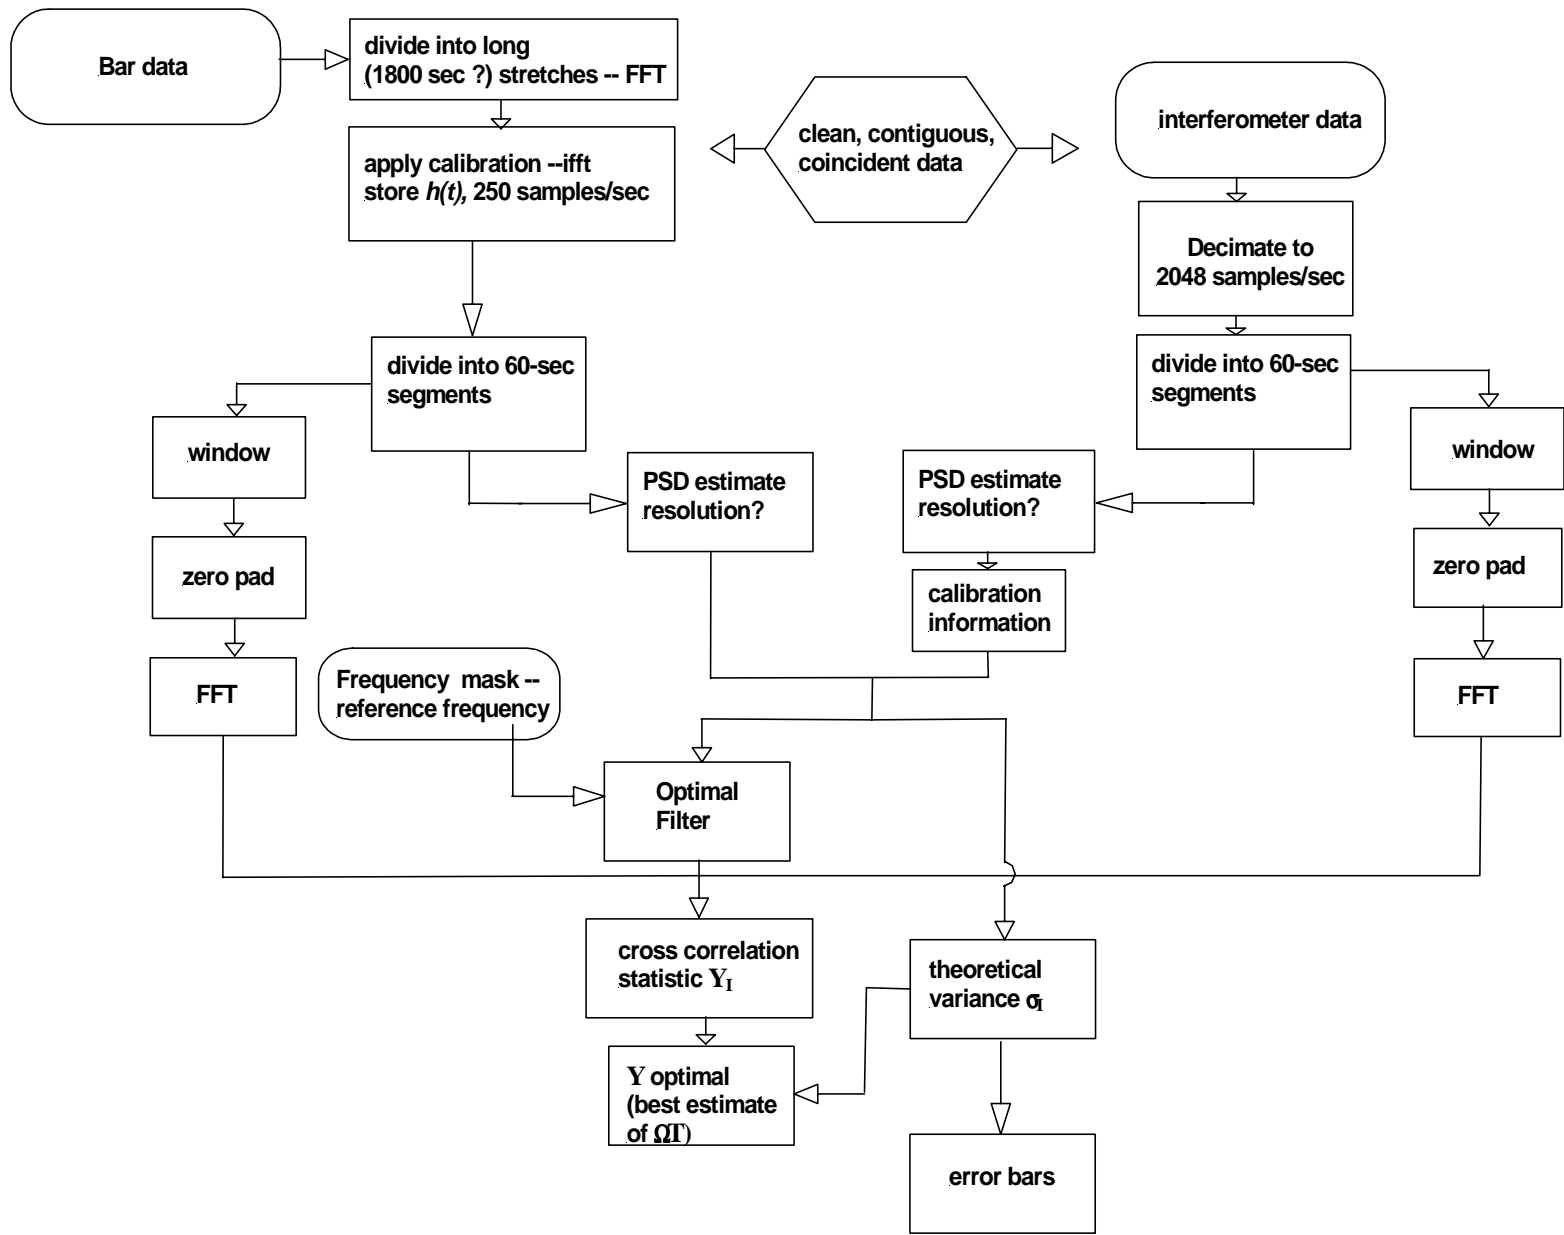 Bar data
divide into long
(1800 sec ?) stretches -- FFT
apply calibration --ifft
store h(t), 250 samples/sec
clean, contiguous,
coincident data
interferometer data
Decimate to
2048 samples/sec
divide into 60-sec
segments
divide into 60-sec
segments
window
PSD estimate
resolution?
PSD estimate
resolution?
window
zero pad
calibration
information
zero pad
FFT
Frequency mask --
reference frequency
FFT
Optimal
Filter
cross correlation
statistic YI
theoretical
variance σI
Y optimal
(best estimate
of ΩT)
error bars